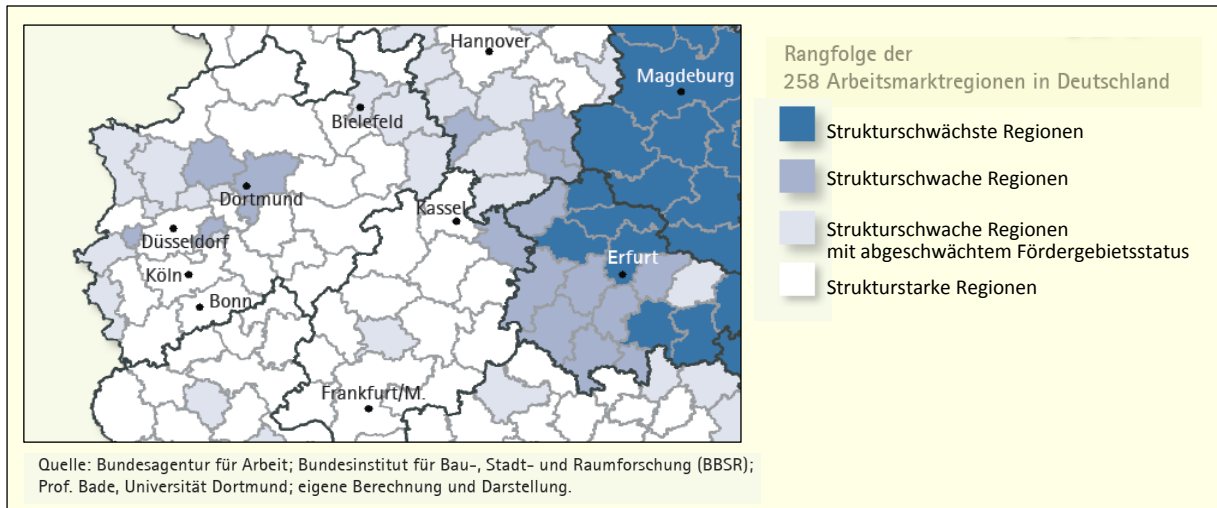 Hannover
Magdeburg
Bielefeld
Dortmund
Kassel
Düsseldorf
Erfurt
Köln
Bonn
Frankfurt/M.
Rangfolge der
258 Arbeitsmarktregionen in Deutschland
Strukturschwächste Regionen
Strukturschwache Regionen
Strukturschwache Regionen
mit abgeschwächtem Fördergebietsstatus
Strukturstarke Regionen
Quelle: Bundesagentur für Arbeit; Bundesinstitut für Bau-, Stadt- und Raumforschung (BBSR);
Prof. Bade, Universität Dortmund; eigene Berechnung und Darstellung.